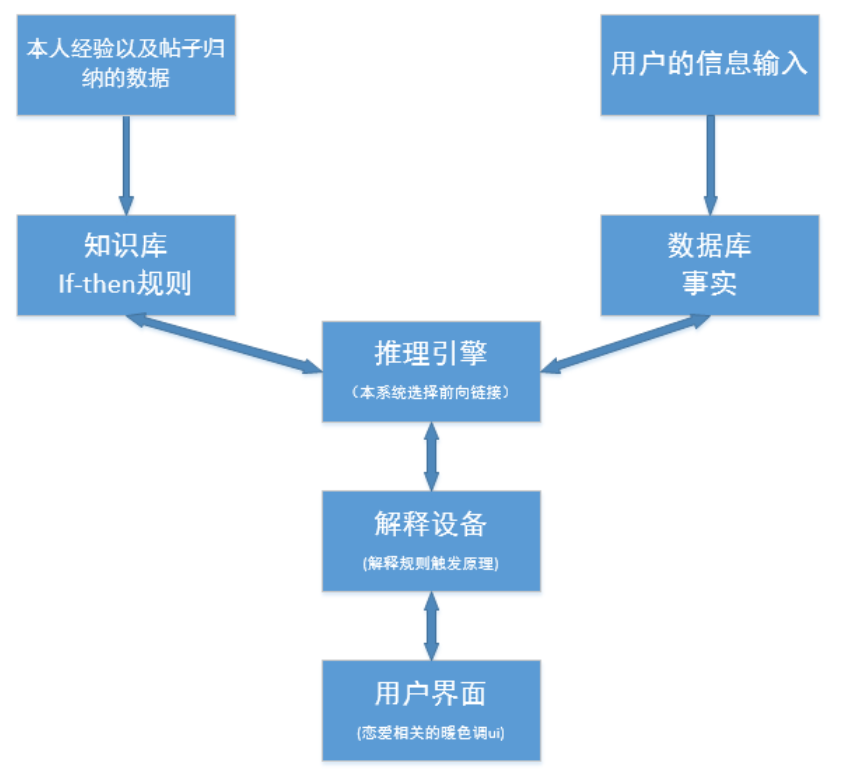 本人经验以及帖子归
纳的数据
用户的信息输入
知识库
If-then规则
数据库
事实
推理引擎
（本系统选择前向链接）
解释设备
(解释规则触发原理)
用户界面
(恋爱相关的暖色调ui)